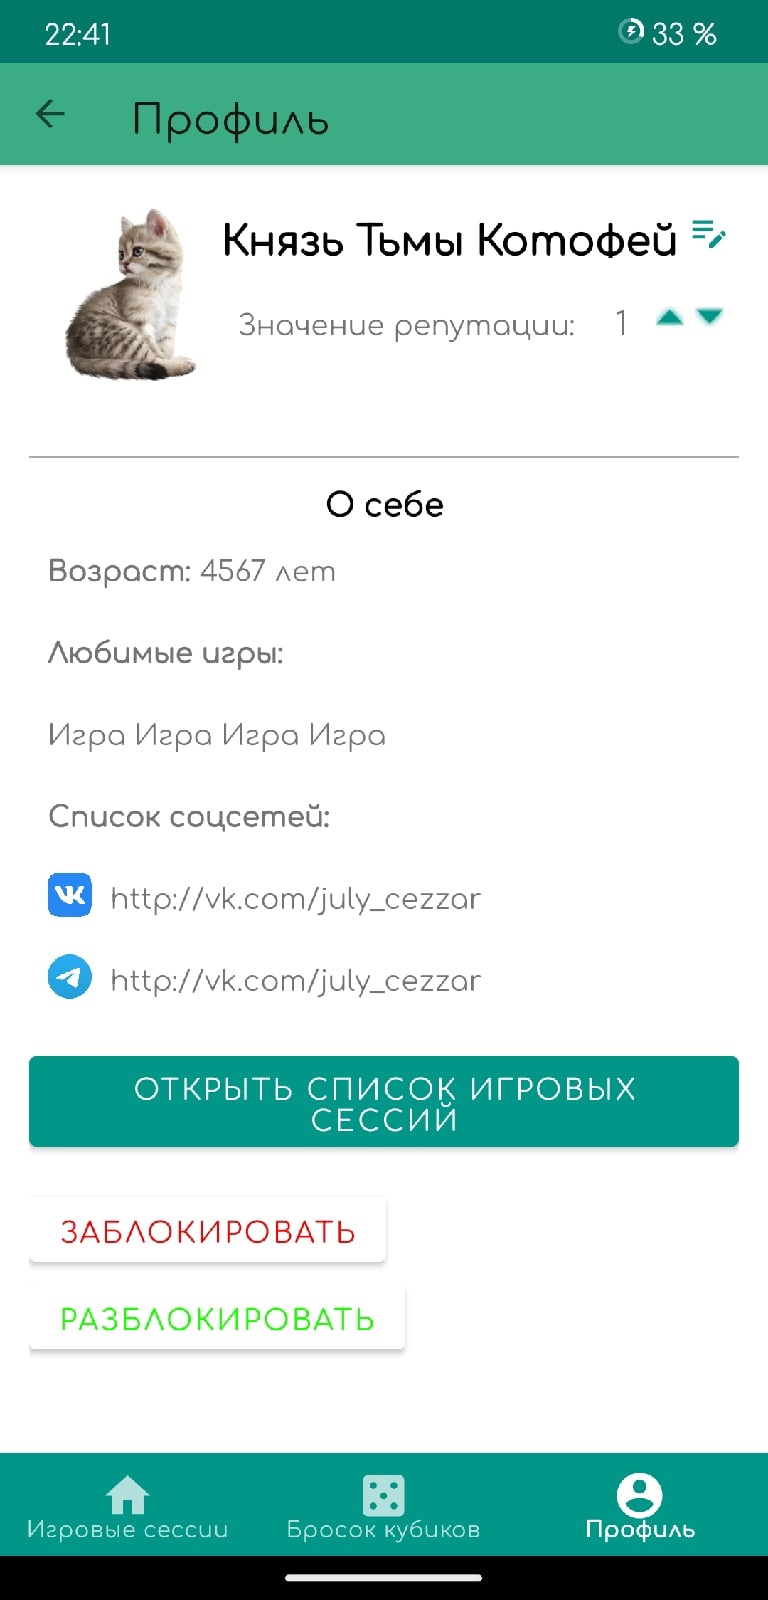 22:41
33 %
Профиль
Князь Тьмы Котофей
Значение репутации: 1
О себе
Возраст: 4567 лет
Любимые игры:
Игра Игра Игра Игра
Список соцсетей:
http://vk.com/july_cezzar
http://vk.com/july_cezzar
ОТКРЫТЬ СПИСОК ИГРОВЫХ
СЕССИЙ
ЗАБЛОКИРОВАТЬ
РАЗБЛОКИРОВАТЬ
Игровые сессии
Бросок кубиков
Профиль